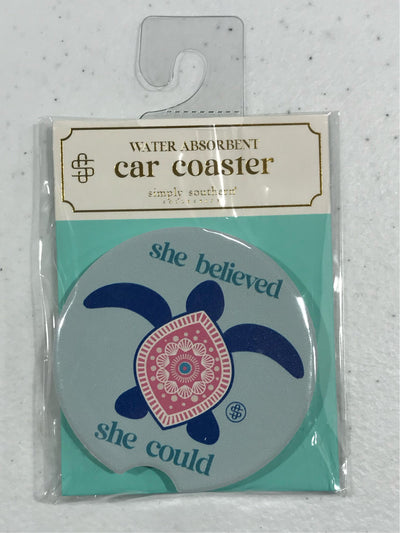 WATER ABSORBENT
car coaster
simply southern®
she believed
she could